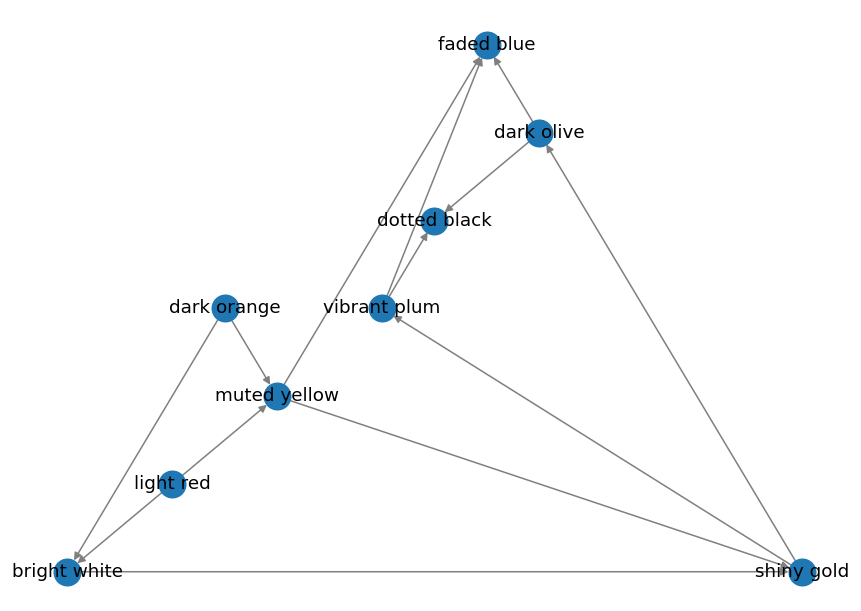 faded blue
dark olive
dotted black
dark orange
vibrant plum
muted yellow
light red
bright white
shiny gold